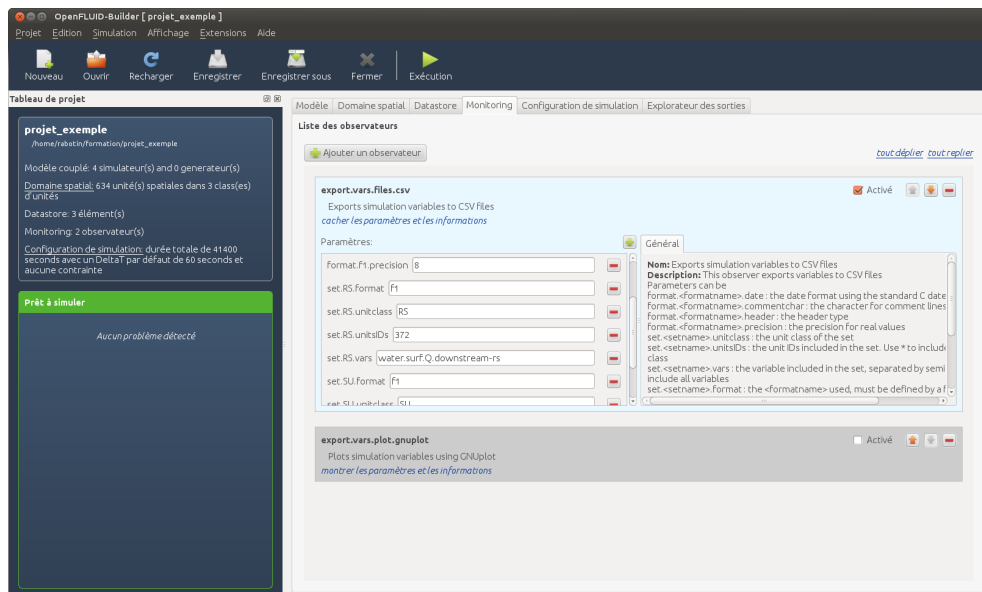 OpenFLUID-Builder [ projet_exemple ]
Projet Edition Simulation Affichage Extensions Aide
Nouveau Ouvrir Recharger Enregistrer Enregistrer sous Fermer Exécution
Tableau de projet
projet_exemple
/home/rabotin/formation/projet_exemple
Modèle couplé: 4 simulateur(s) and 0 generateur(s)
Domaine spatial: 634 unité(s) spatiales dans 3 class(es)
d'unités
Datastore: 3 élément(s)
Monitoring: 2 observateur(s)
Configuration de simulation: durée totale de 41400
secondes avec un DeltaT par défaut de 60 secondes et
aucune contrainte
Prêt à simuler
Aucun problème détecté
Modèle Domaine spatial Datastore Monitoring Configuration de simulation Explorateur des sorties
Liste des observateurs
Ajouter un observateur
tout déplier tout replier
export.vars.files.csv
Activé
Exports simulation variables to CSV files
cacher les paramètres et les informations
Paramètres:
format.f1.precision 8
set.RS.format f1
set.RS.unitclass RS
set.RS.unitsIDs 372
set.RS.vars water.surf.Q.downstream-rs
set.SU.format f1
set.SU.unitclass SU
Général
Nom: Exports simulation variables to CSV files
Description: This observer exports variables to CSV files
Parameters can be
format.<formatname>.date : the date format using the standard C date
format.<formatname>.commentchar : the character for comment lines
format.<formatname>.header : the header type
format.<formatname>.precision : the precision for real values
set.<setname>.unitclass : the unit class of the set
set.<setname>.unitsIDs : the unit IDs included in the set. Use * to include
class
set.<setname>.vars : the variable included in the set, separated by semi
include all variables
set.<setname>.format : the <formatname> used, must be defined by a f
export.vars.plot.gnuplot
Activé
Plots simulation variables using GNUplot
montrer les paramètres et les informations